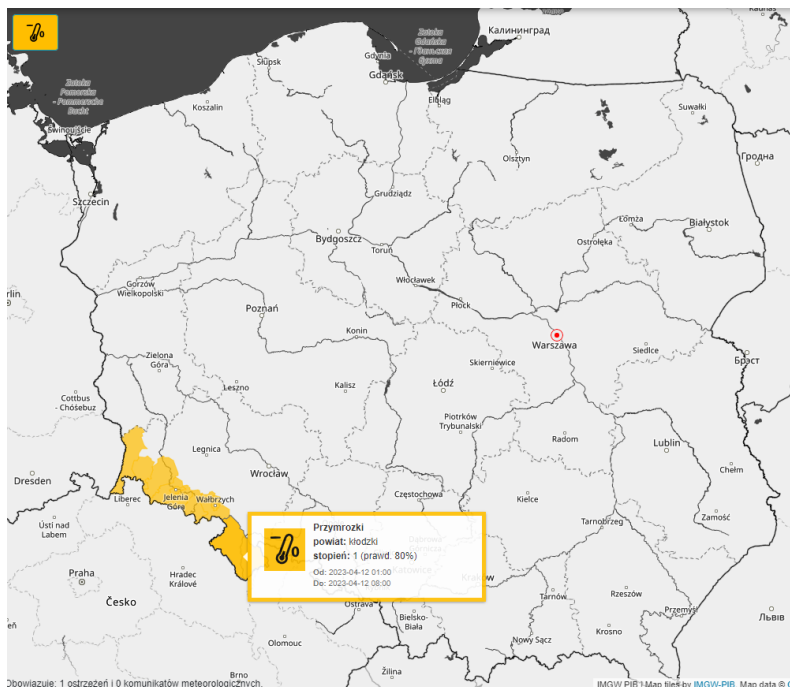 Kaunas
Калининград
Zatoka
Gdańska
Gdynia
Gdańsk
Słupsk
Elbląg
Zatoka
Pomorska
- Pommersche
Bucht
Koszalin
Suwałki
Świnoujście
Olsztyn
Гродна
Szczecin
Grudziądz
Łomża
Białystok
Bydgoszcz
Toruń
Ostrołęka
Włocławek
Gorzów
Wielkopolski
Płock
Poznań
Konin
Warszawa
Siedlce
Брэст
Zielona
Góra
Skierniewice
Leszno
Kalisz
Łódź
Cottbus
- Chóśebuz
Piotrków
Trybunalski
Radom
Lublin
Legnica
Wrocław
Chełm
Dresden
Częstochowa
Kielce
Liberec
Jelenia
Góra
Wałbrzych
Zamość
Tarnobrzeg
Ústí nad
Labem
Przymrozki
powiat: kłodzki
stopień: 1 (prawd. 80%)
Od: 2023-04-12 01:00
Do: 2023-04-12 08:00
Katowice
Kraków
Praha
Hradec
Králové
Česko
Ostrava
Tarnów
Rzeszów
Przemyśl
Львів
Bielsko-
Biała
Krosno
Nowy Sącz
Olomouc
Brno
Žilina
Obowiązuje: 1 ostrzeżeń i 0 komunikatów meteorologicznych.
IMGW PIB | Map tiles by IMGW-PIB. Map data ©